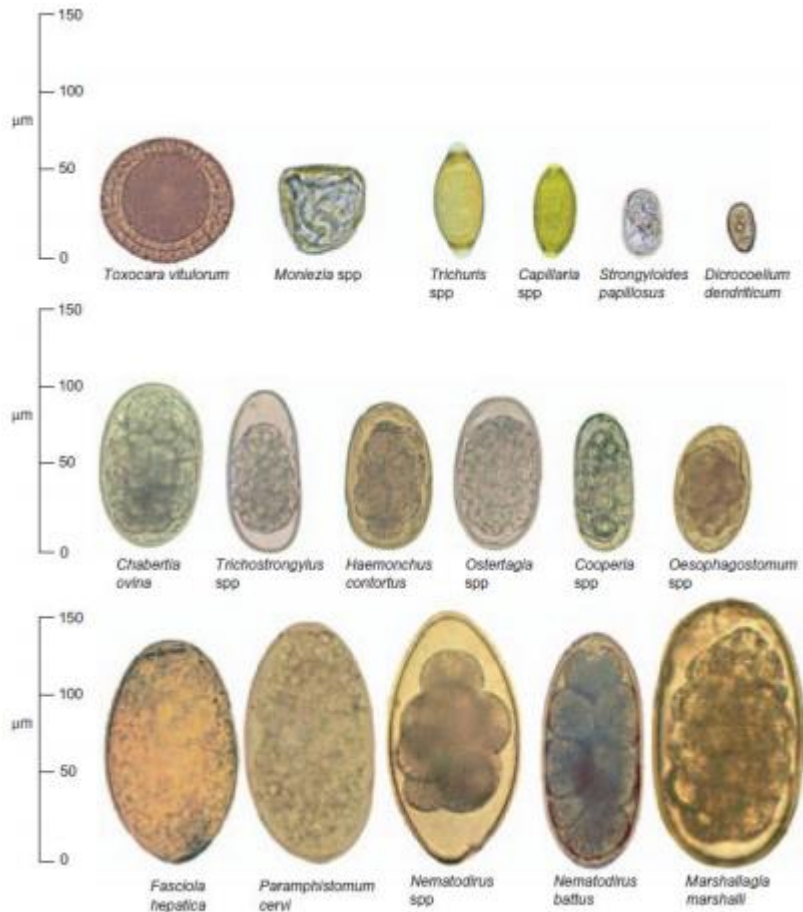 150
100
µm
50
0
Toxocara vitulorum
Moniezia spp
Trichuris
spp
Capillaria
spp
Strongyloides
papillosus
Dicrocoelium
dendriticum
150
100
µm
50
0
Chabertia
ovina
Trichostrongylus
spp
Haemonchus
contortus
Ostertagia
spp
Cooperia
spp
Oesophagostomum
spp
150
100
µm
50
0
Fasciola
hepatica
Paramphistomum
cervi
Nematodirus
spp
Nematodirus
battus
Marshallagia
marshalli